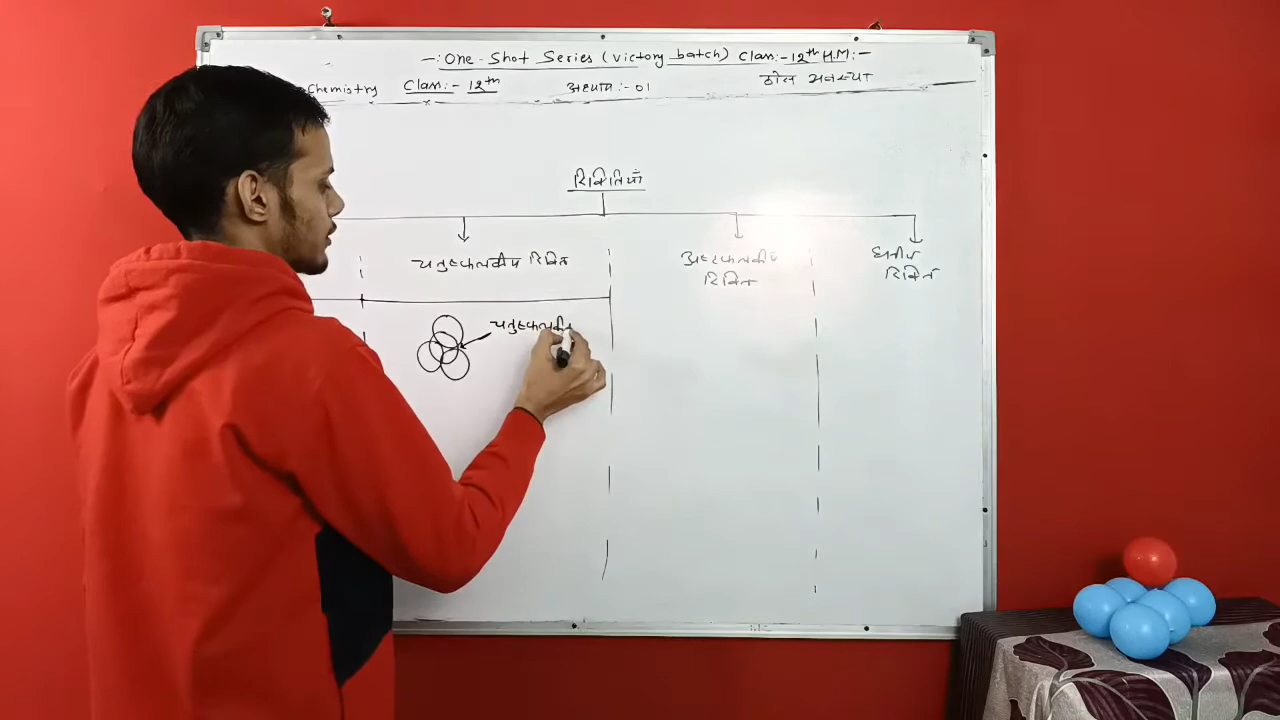 -: One-Shot Series (victory batch) Class:- 12th H.M:-
Chemistry Class:- 12th अध्याय :- 01 ठोस अवस्था
रिक्तियाँ
चतुष्फलकीय रिक्ति
अष्टफलकीय
रिक्ति
घनीय
रिक्ति
चतुष्फलकीय